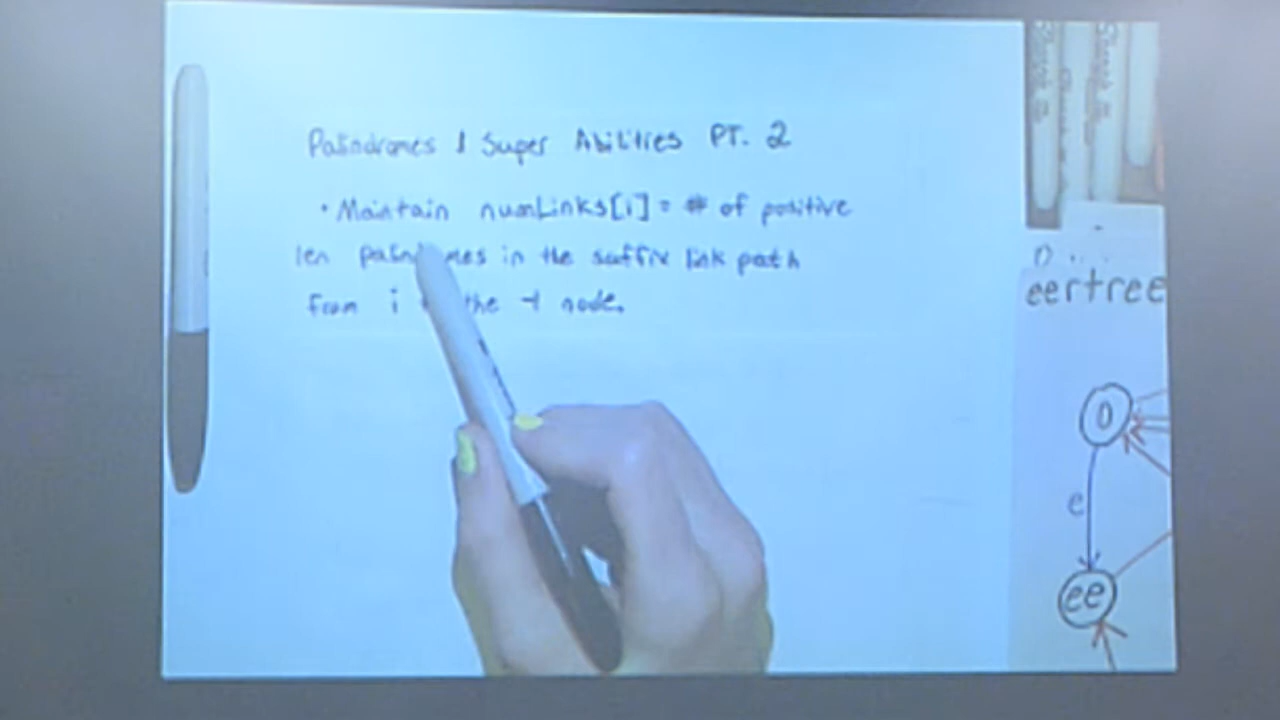 Palindromes & Super Abilities PT. 2
• Maintain numLinks[i] = # of positive
len palindromes in the suffix link path
from i the -1 node.
eertree
0
e
ee